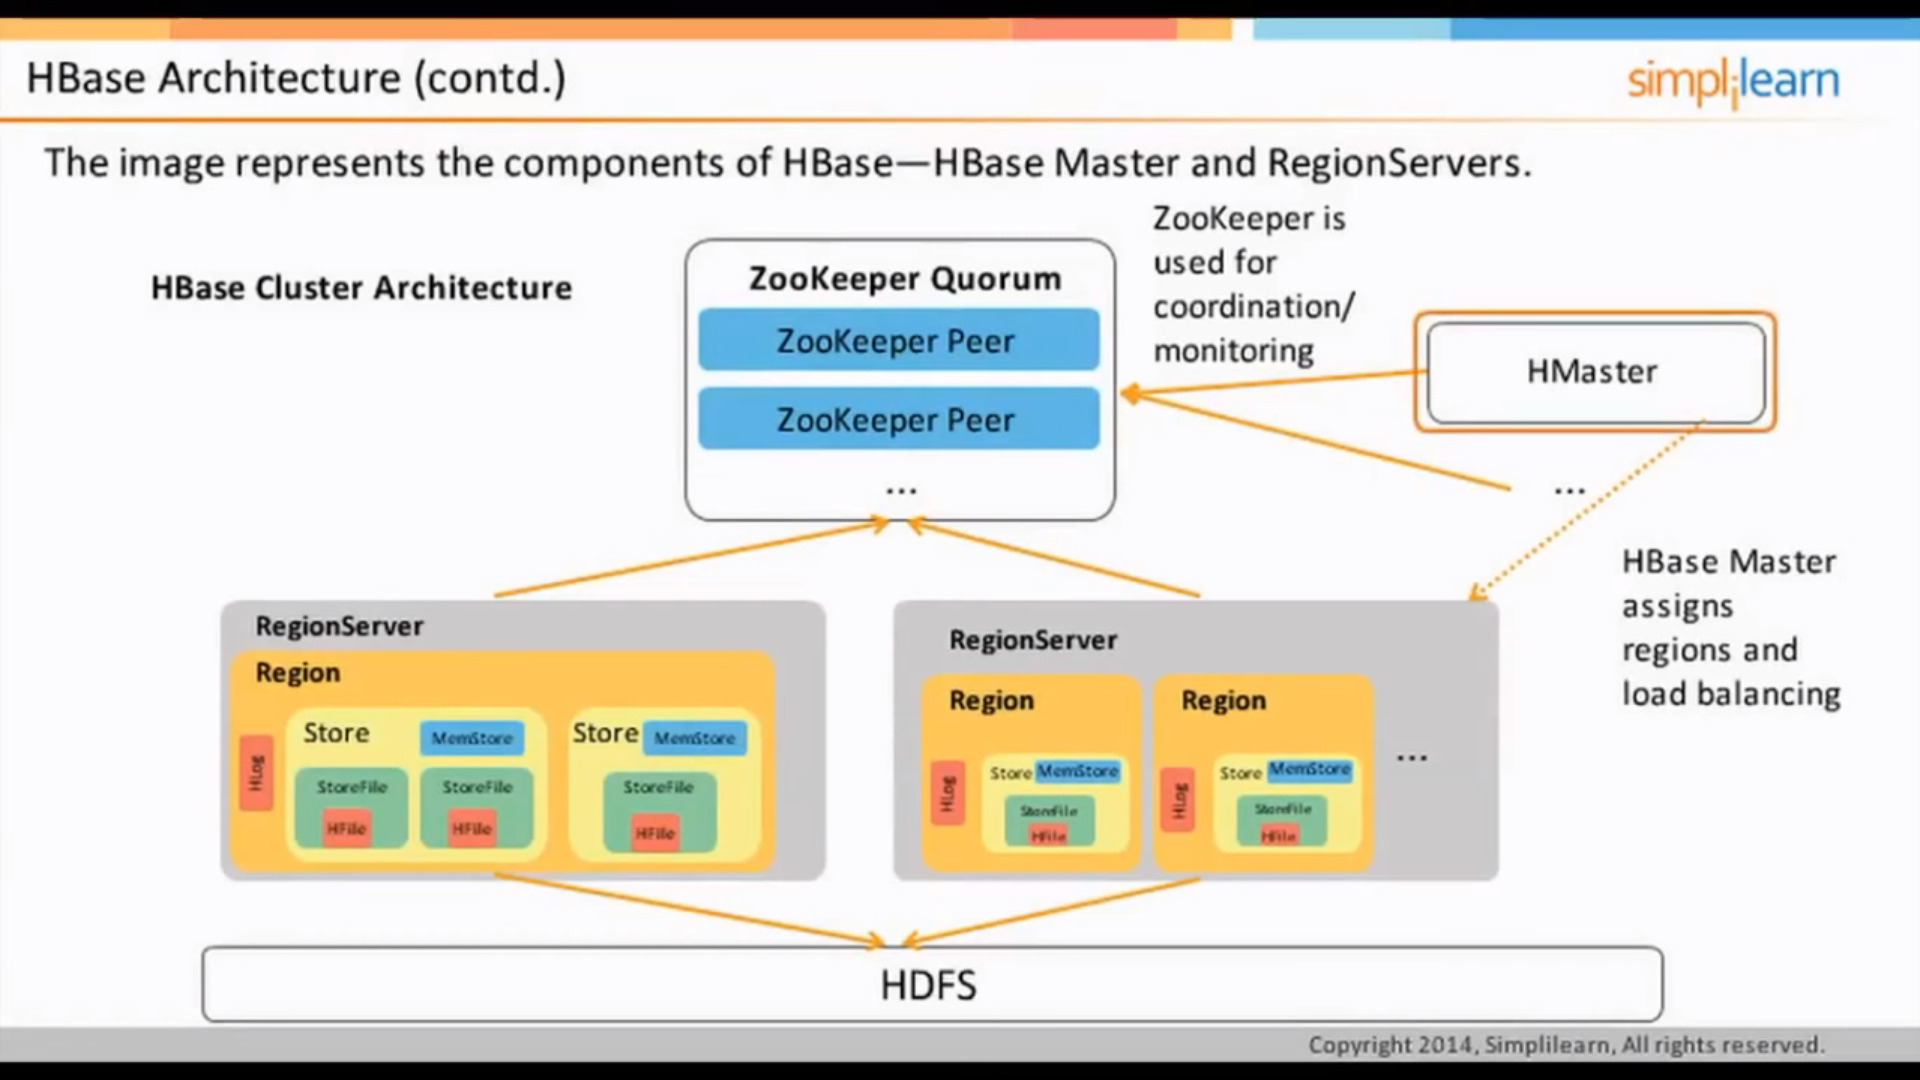 HBase Architecture (contd.)
simplilearn
The image represents the components of HBase—HBase Master and RegionServers.
HBase Cluster Architecture
ZooKeeper Quorum
ZooKeeper Peer
ZooKeeper Peer
...
ZooKeeper is
used for
coordination/
monitoring
HMaster
...
HBase Master
assigns
regions and
load balancing
RegionServer
Region
HLog
Store
MemStore
StoreFile
HFile
StoreFile
HFile
Store
MemStore
StoreFile
HFile
RegionServer
Region
HLog
Store
MemStore
StoreFile
HFile
Region
HLog
Store
MemStore
StoreFile
HFile
...
HDFS
Copyright 2014, Simplilearn, All rights reserved.